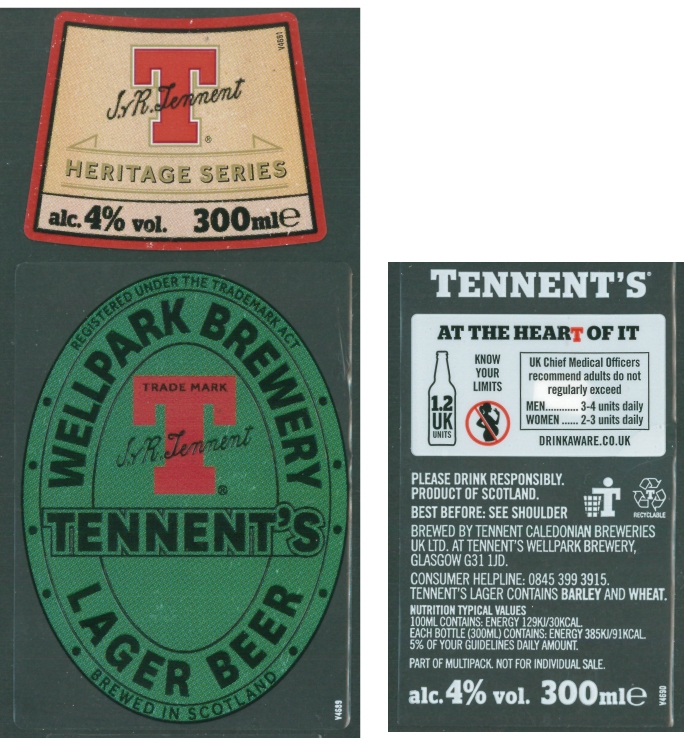 V4691
T
J.&R. Tennent
®
HERITAGE SERIES
alc. 4% vol. 300ml℮
REGISTERED UNDER THE TRADEMARK ACT
WELLPARK BREWERY
TRADE MARK
T
J.&R. Tennent
®
TENNENT'S
LAGER BEER
BREWED IN SCOTLAND
V4689
TENNENT'S®
AT THE HEART OF IT
1.2
UK
UNITS
KNOW
YOUR
LIMITS
UK Chief Medical Officers
recommend adults do not
regularly exceed
MEN............ 3-4 units daily
WOMEN ...... 2-3 units daily
DRINKAWARE.CO.UK
PLEASE DRINK RESPONSIBLY.
PRODUCT OF SCOTLAND.
BEST BEFORE: SEE SHOULDER
T
T
RECYCLABLE
BREWED BY TENNENT CALEDONIAN BREWERIES
UK LTD. AT TENNENT'S WELLPARK BREWERY,
GLASGOW G31 1JD.
CONSUMER HELPLINE: 0845 399 3915.
TENNENT'S LAGER CONTAINS BARLEY AND WHEAT.
NUTRITION TYPICAL VALUES
100ML CONTAINS: ENERGY 129KJ/30KCAL.
EACH BOTTLE (300ML) CONTAINS: ENERGY 385KJ/91KCAL.
5% OF YOUR GUIDELINES DAILY AMOUNT.
PART OF MULTIPACK. NOT FOR INDIVIDUAL SALE.
alc. 4% vol. 300ml℮
V4690